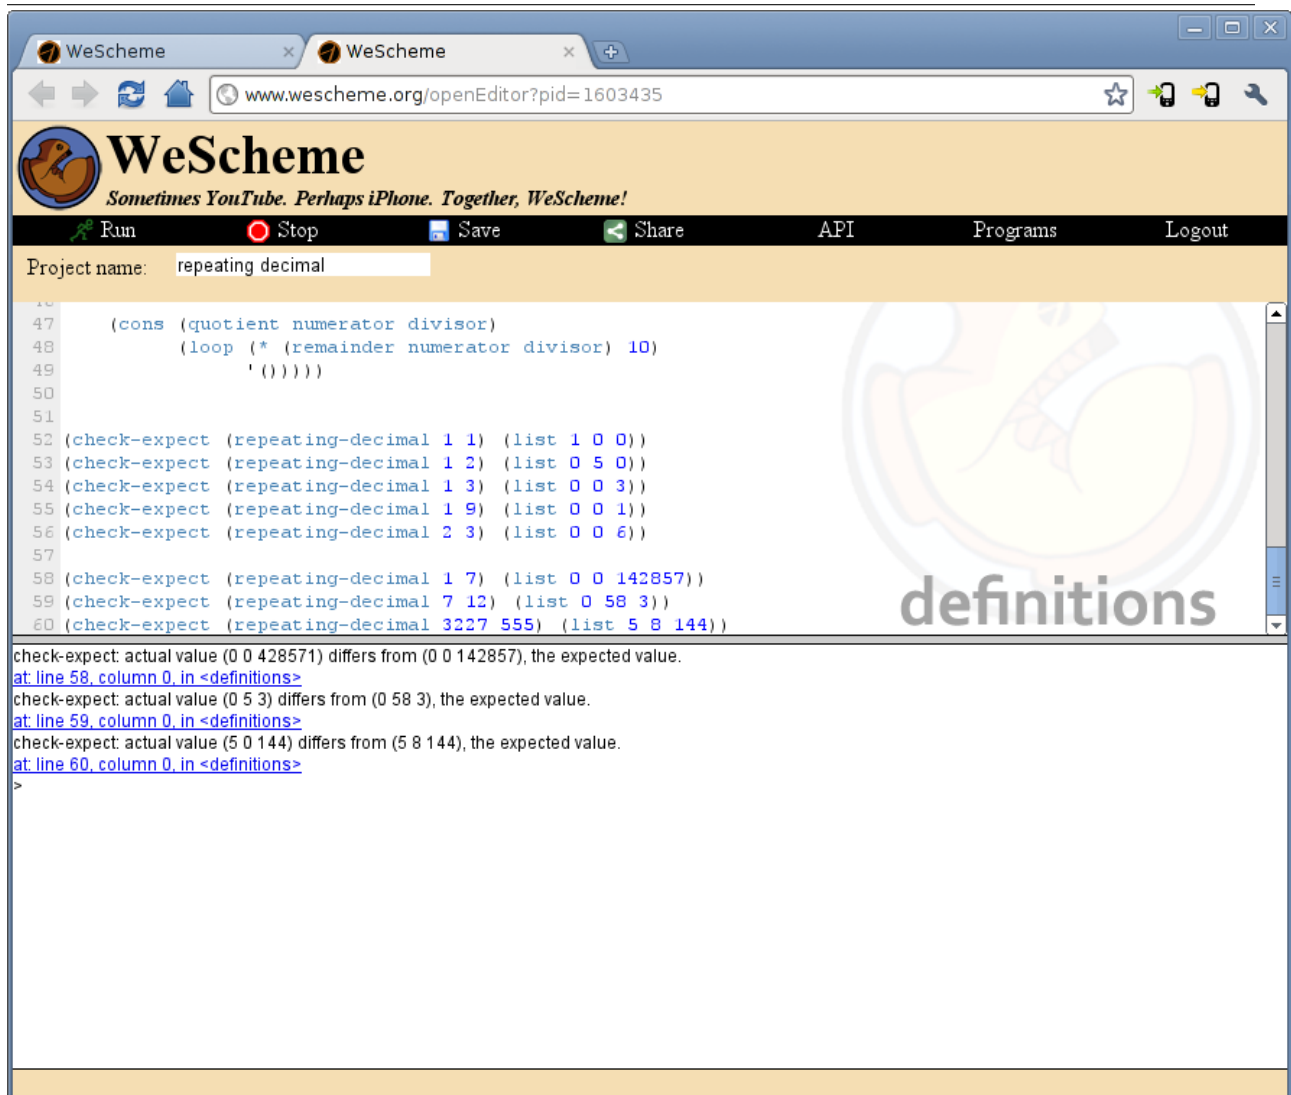 WeScheme
WeScheme
www.wescheme.org/openEditor?pid=1603435
WeScheme
Sometimes YouTube. Perhaps iPhone. Together, WeScheme!
Run Stop Save Share API Programs Logout
Project name: repeating decimal
47 (cons (quotient numerator divisor)
48 (loop (* (remainder numerator divisor) 10)
49 '()))))
50
51
52 (check-expect (repeating-decimal 1 1) (list 1 0 0))
53 (check-expect (repeating-decimal 1 2) (list 0 5 0))
54 (check-expect (repeating-decimal 1 3) (list 0 0 3))
55 (check-expect (repeating-decimal 1 9) (list 0 0 1))
56 (check-expect (repeating-decimal 2 3) (list 0 0 6))
57
58 (check-expect (repeating-decimal 1 7) (list 0 0 142857))
59 (check-expect (repeating-decimal 7 12) (list 0 58 3))
60 (check-expect (repeating-decimal 3227 555) (list 5 8 144))
definitions
check-expect: actual value (0 0 428571) differs from (0 0 142857), the expected value.
at: line 58, column 0, in <definitions>
check-expect: actual value (0 5 3) differs from (0 58 3), the expected value.
at: line 59, column 0, in <definitions>
check-expect: actual value (5 0 144) differs from (5 8 144), the expected value.
at: line 60, column 0, in <definitions>
>